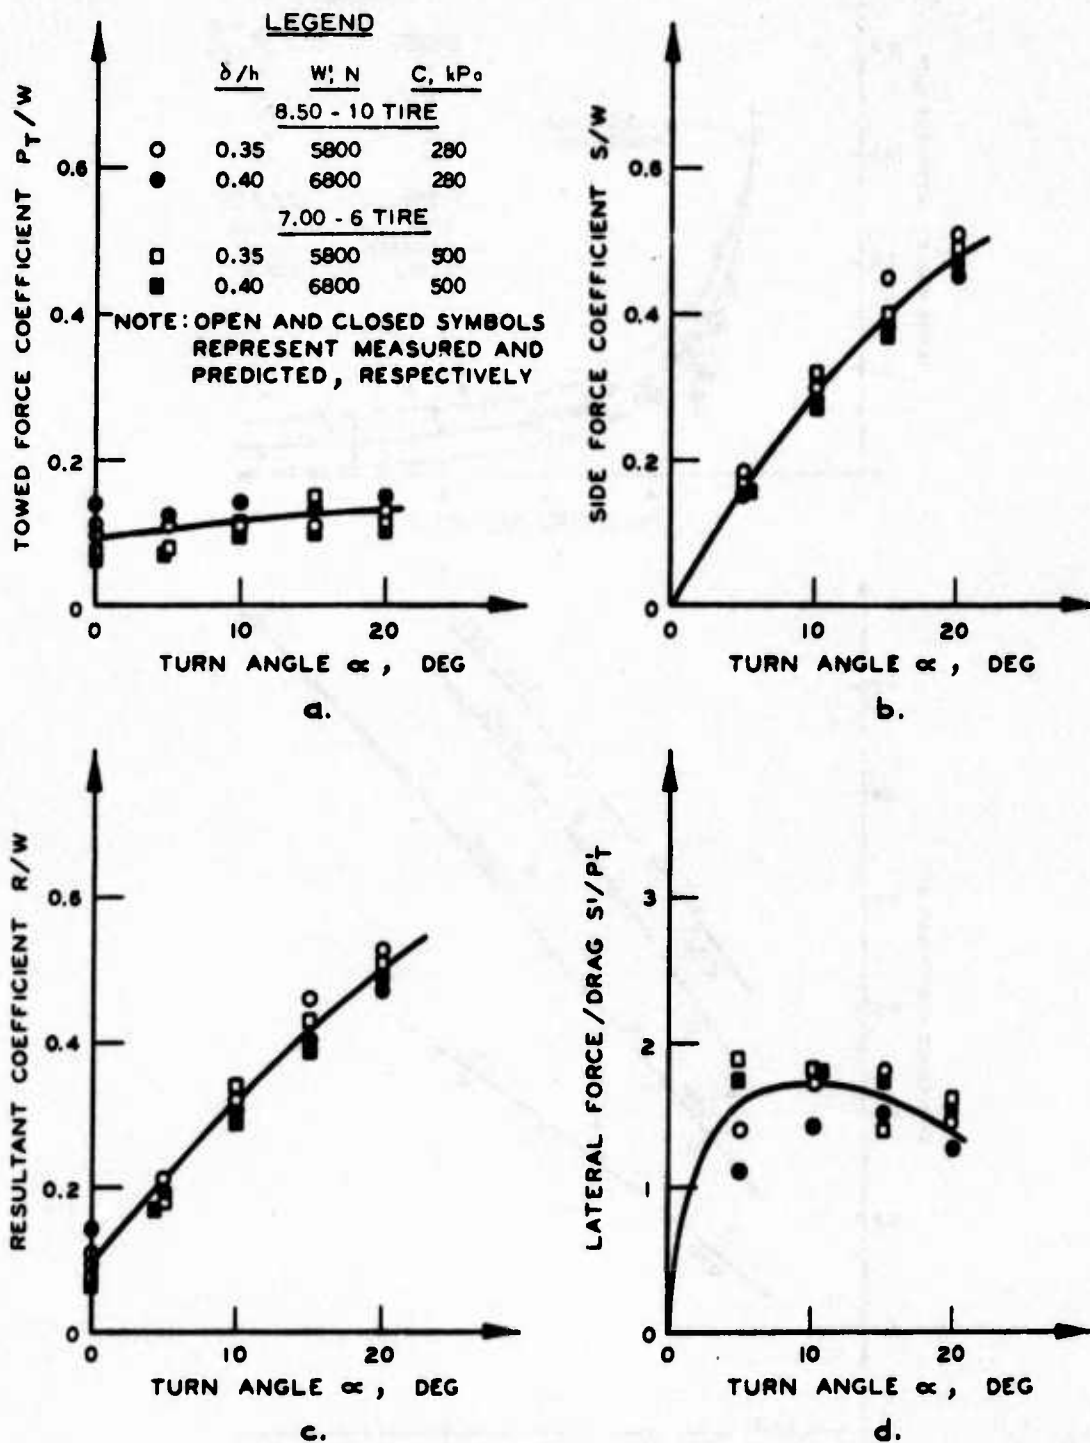 LEGEND
δ/h W', N C, kPa
8.50 - 10 TIRE
0.35 5800 280
0.40 6800 280
7.00 - 6 TIRE
0.35 5800 500
0.40 6800 500
NOTE: OPEN AND CLOSED SYMBOLS
REPRESENT MEASURED AND
PREDICTED, RESPECTIVELY
TOWED FORCE COEFFICIENT P_T/W
0.6
0.4
0.2
0
0 10 20
TURN ANGLE ∝, DEG
a.
SIDE FORCE COEFFICIENT S/W
0.6
0.4
0.2
0
0 10 20
TURN ANGLE ∝, DEG
b.
RESULTANT COEFFICIENT R/W
0.6
0.4
0.2
0
0 10 20
TURN ANGLE ∝, DEG
c.
LATERAL FORCE/DRAG S'/P'_T
3
2
1
0
0 10 20
TURN ANGLE ∝, DEG
d.